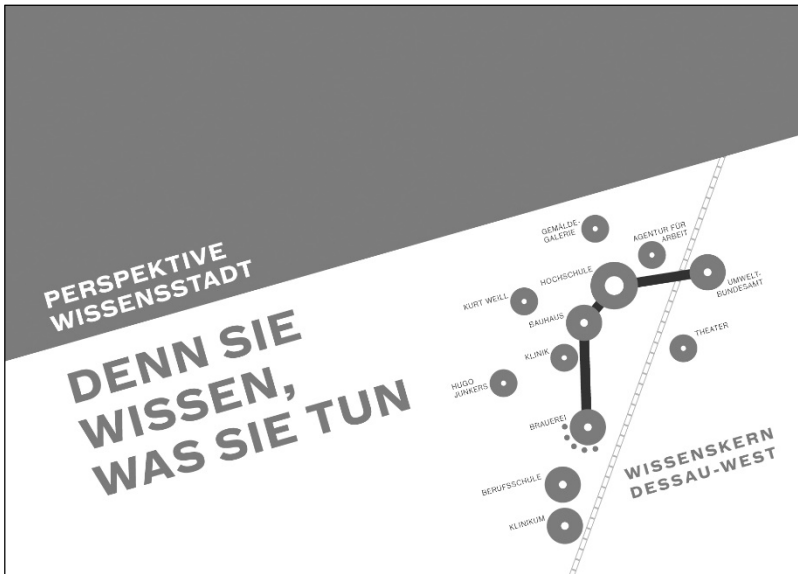 PERSPEKTIVE
WISSENSSTADT
DENN SIE
WISSEN,
WAS SIE TUN
GEMÄLDE-
GALERIE
AGENTUR FÜR
ARBEIT
HOCHSCHULE
UMWELT-
BUNDESAMT
KURT WEILL
BAUHAUS
THEATER
KLINIK
HUGO
JUNKERS
BRAUEREI
WISSENSKERN
DESSAU-WEST
BERUFSSCHULE
KLINIKUM